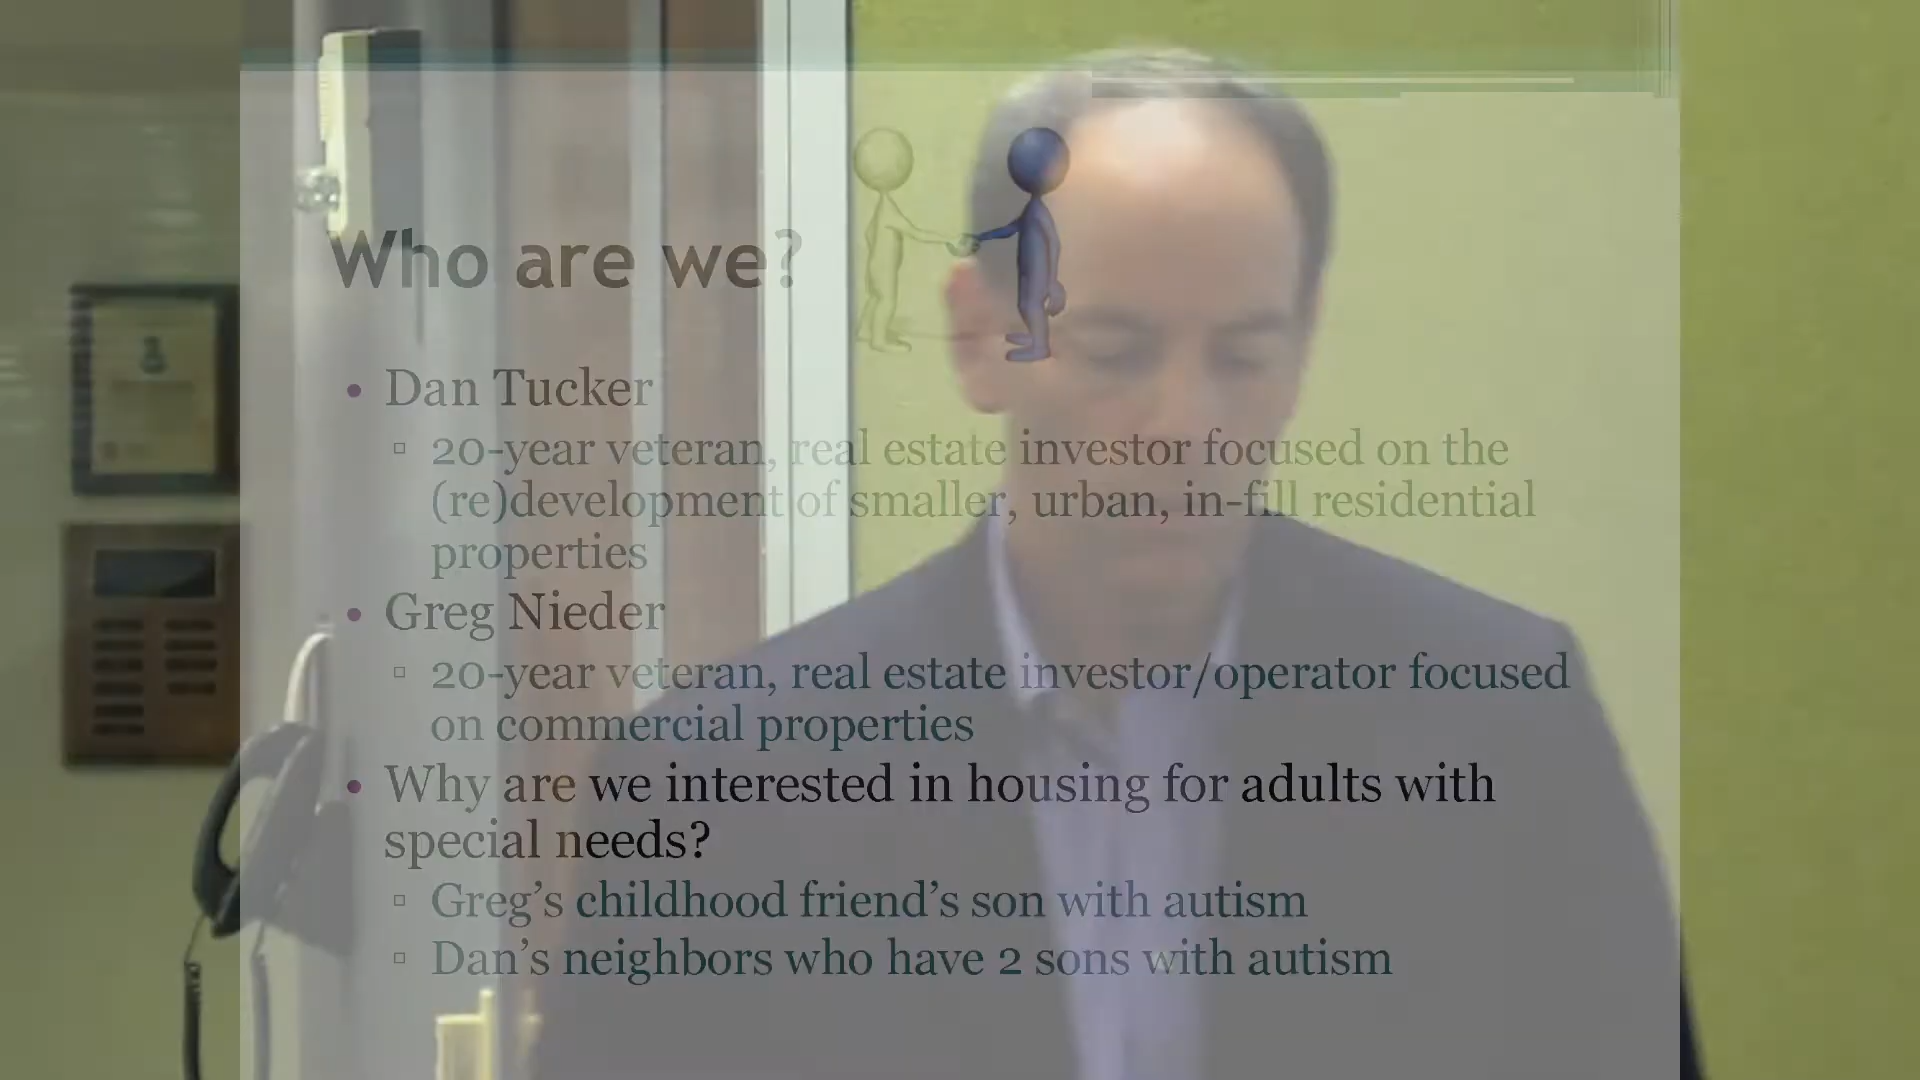 Who are we?
• Dan Tucker
▫ 20-year veteran, real estate investor focused on the
(re)development of smaller, urban, in-fill residential
properties
• Greg Nieder
▫ 20-year veteran, real estate investor/operator focused
on commercial properties
• Why are we interested in housing for adults with
special needs?
▫ Greg’s childhood friend’s son with autism
▫ Dan’s neighbors who have 2 sons with autism